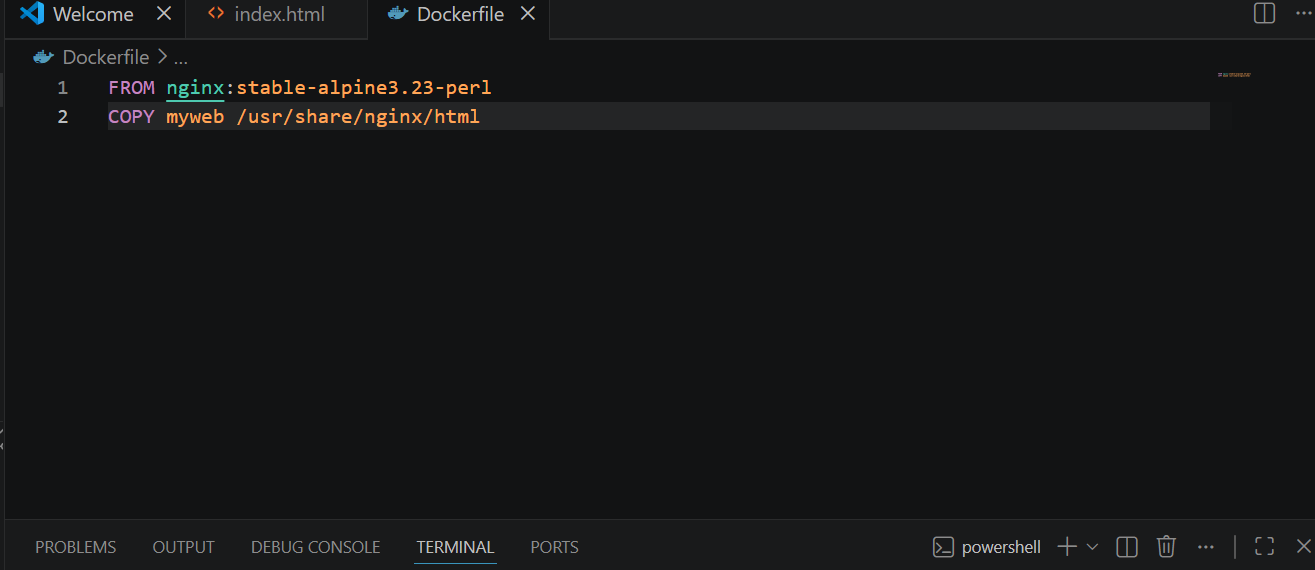 Welcome index.html Dockerfile
Dockerfile > ...
1 FROM nginx:stable-alpine3.23-perl
2 COPY myweb /usr/share/nginx/html
PROBLEMS OUTPUT DEBUG CONSOLE TERMINAL PORTS powershell